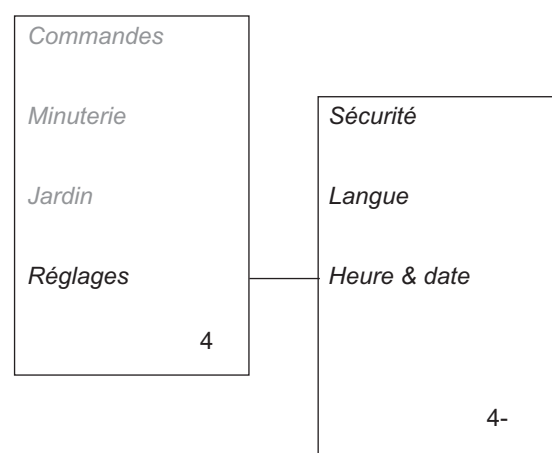 Commandes
Minuterie
Jardin
Réglages
4
Sécurité
Langue
Heure & date
4-